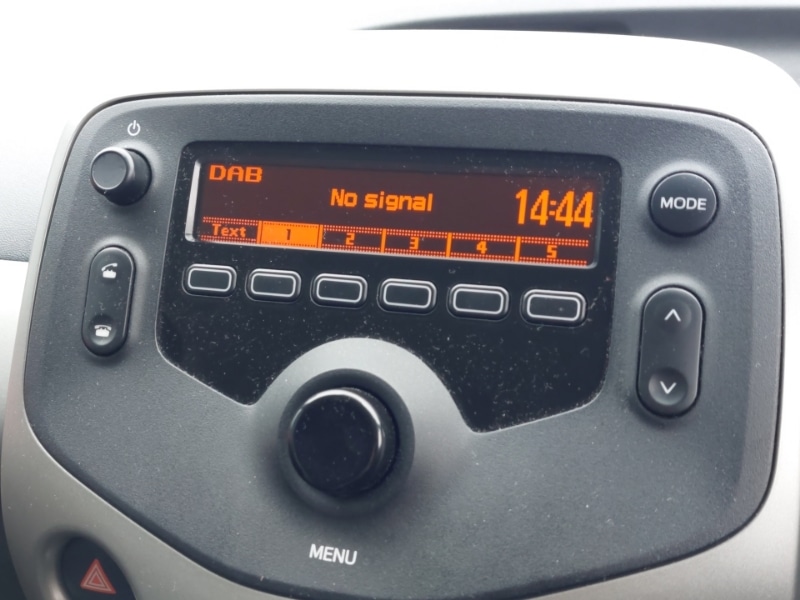 DAB
No signal
14:44
Text 1 2 3 4 5
MODE
MENU